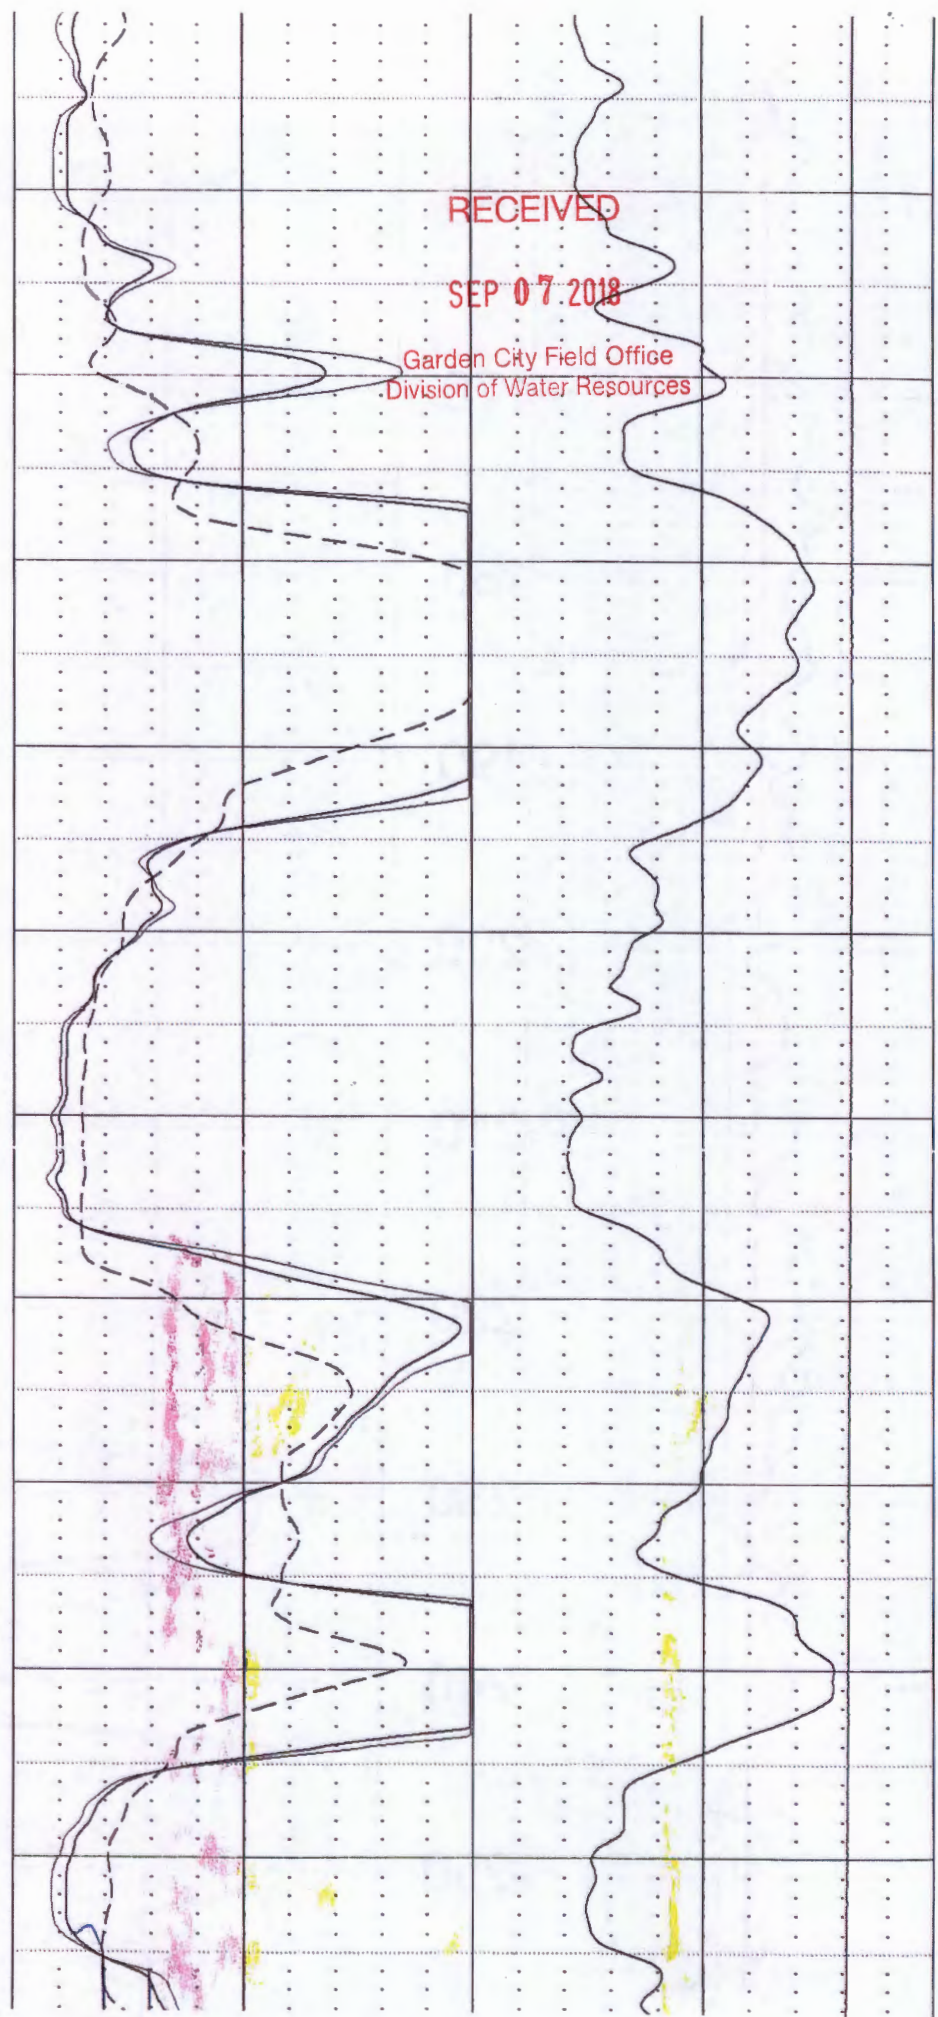 RECEIVED
SEP 07 2018
Garden City Field Office
Division of Water Resources